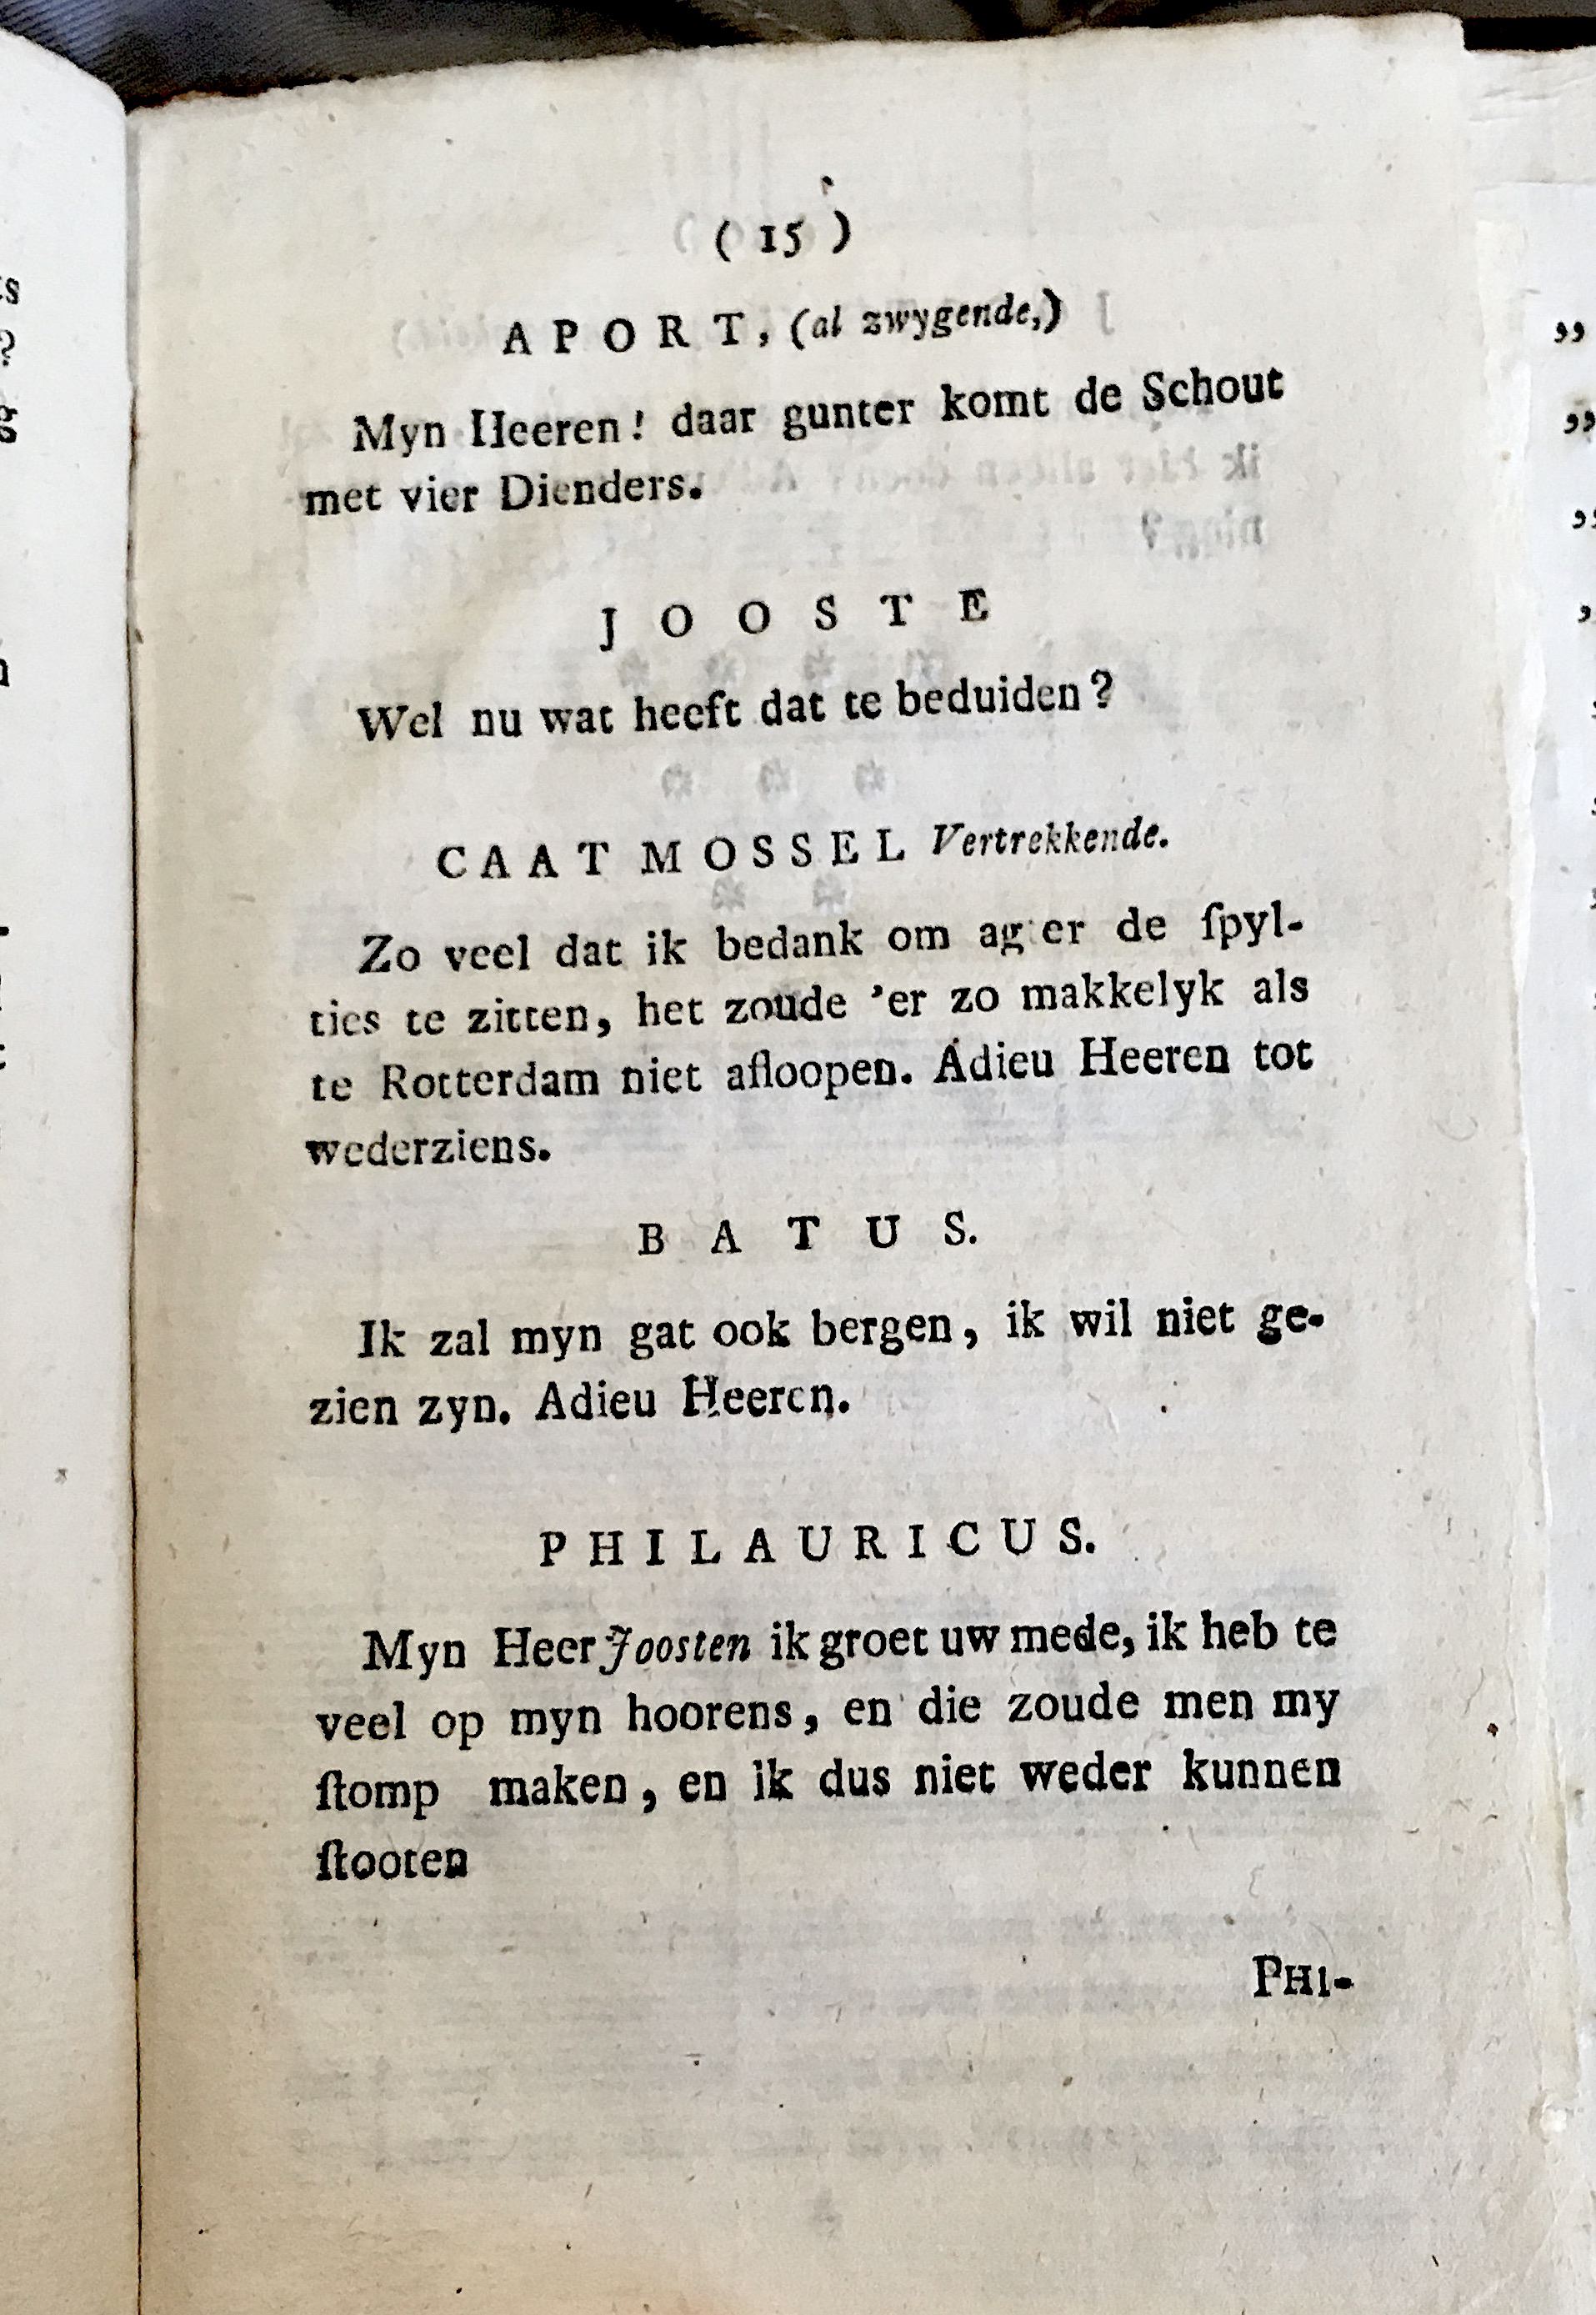 ( 15 )
APORT, (al zwygende,)
Myn Heeren! daar gunter komt de Schout
met vier Dienders.
JOOSTE
Wel nu wat heeft dat te beduiden?
CAAT MOSSEL Vertrekkende.
Zo veel dat ik bedank om ag er de ſpyl-
ties te zitten, het zoude 'er zo makkelyk als
te Rotterdam niet afloopen. Adieu Heeren tot
wederziens.
BATUS.
Ik zal myn gat ook bergen, ik wil niet ge-
zien zyn. Adieu Heeren.
PHILAURICUS.
Myn Heer Joosten ik groet uw mede, ik heb te
veel op myn hoorens, en die zoude men my
ſtomp maken, en ik dus niet weder kunnen
ſtooten
PHI-